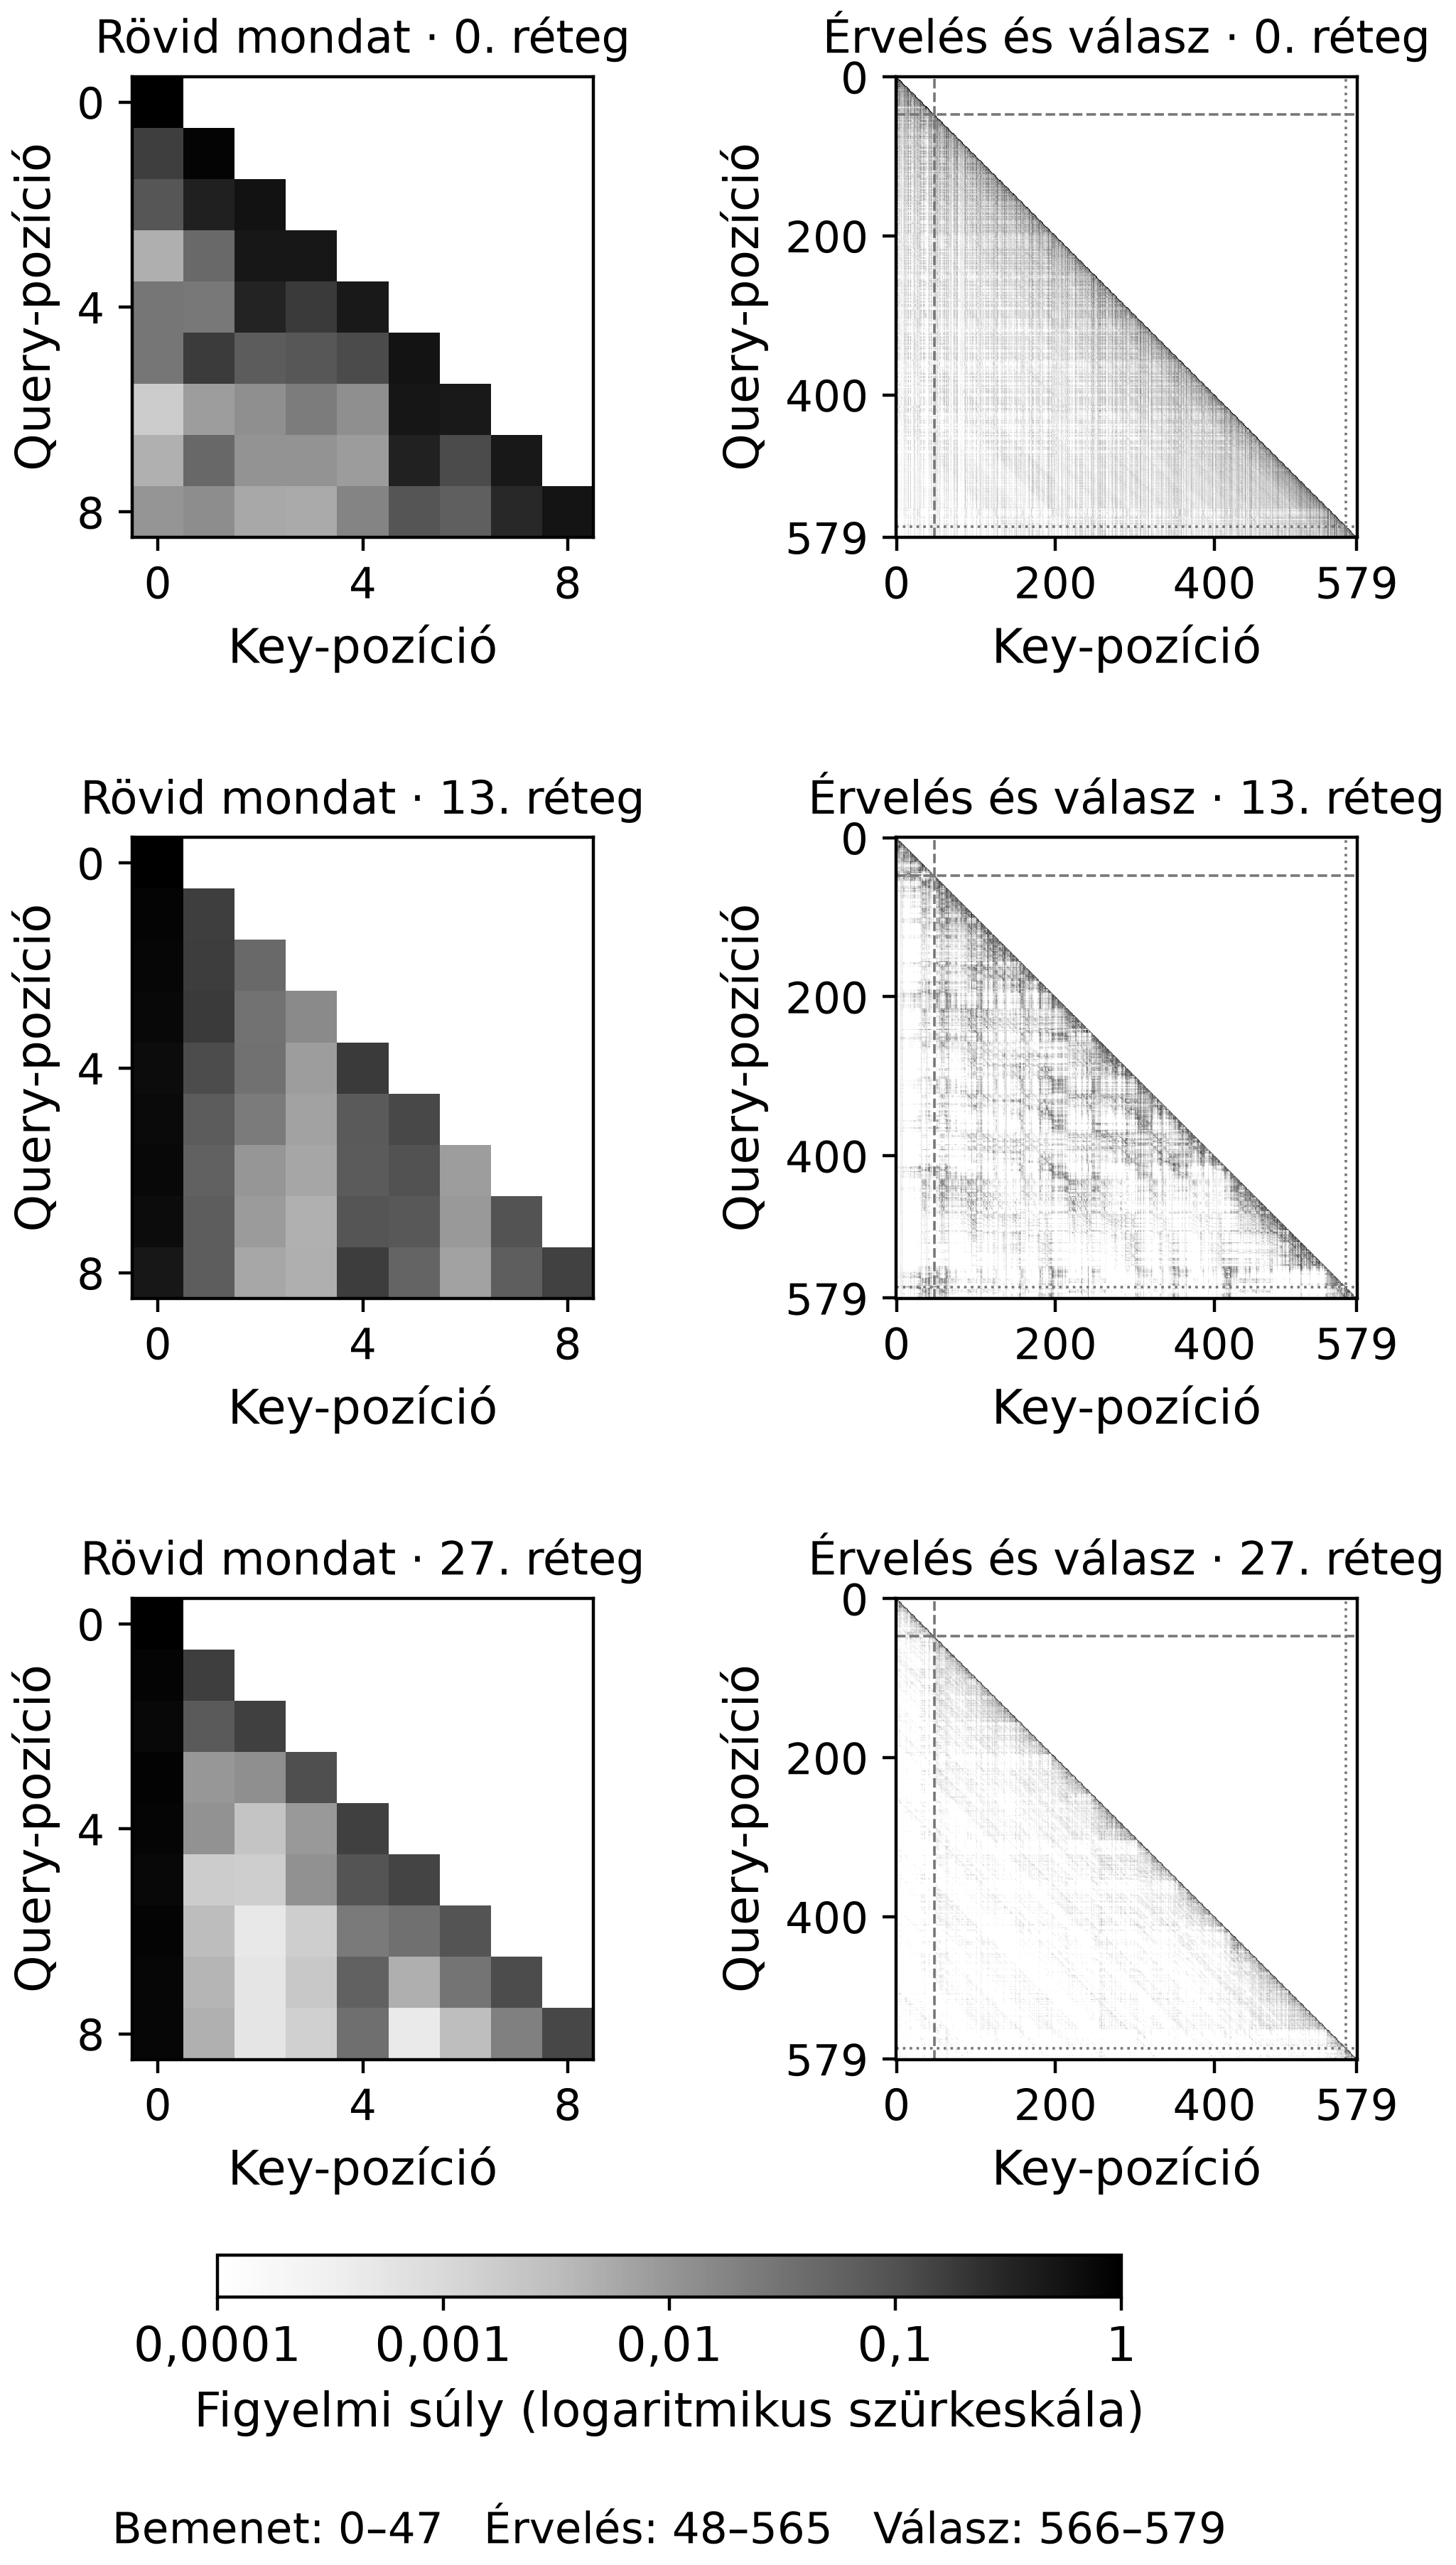 Rövid mondat · 0. réteg
Érvelés és válasz · 0. réteg
Query-pozíció
0
4
8
0 4 8
Key-pozíció
Query-pozíció
0
200
400
579
0 200 400 579
Key-pozíció
Rövid mondat · 13. réteg
Érvelés és válasz · 13. réteg
Query-pozíció
0
4
8
0 4 8
Key-pozíció
Query-pozíció
0
200
400
579
0 200 400 579
Key-pozíció
Rövid mondat · 27. réteg
Érvelés és válasz · 27. réteg
Query-pozíció
0
4
8
0 4 8
Key-pozíció
Query-pozíció
0
200
400
579
0 200 400 579
Key-pozíció
0,0001 0,001 0,01 0,1 1
Figyelmi súly (logaritmikus szürkeskála)
Bemenet: 0–47 Érvelés: 48–565 Válasz: 566–579